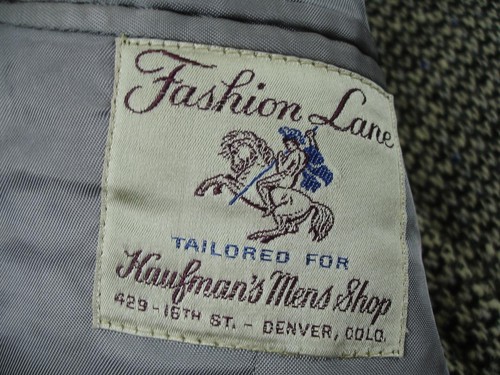 Fashion Lane
TAILORED FOR
Kaufman's Mens Shop
429-16TH ST. - DENVER, COLO.